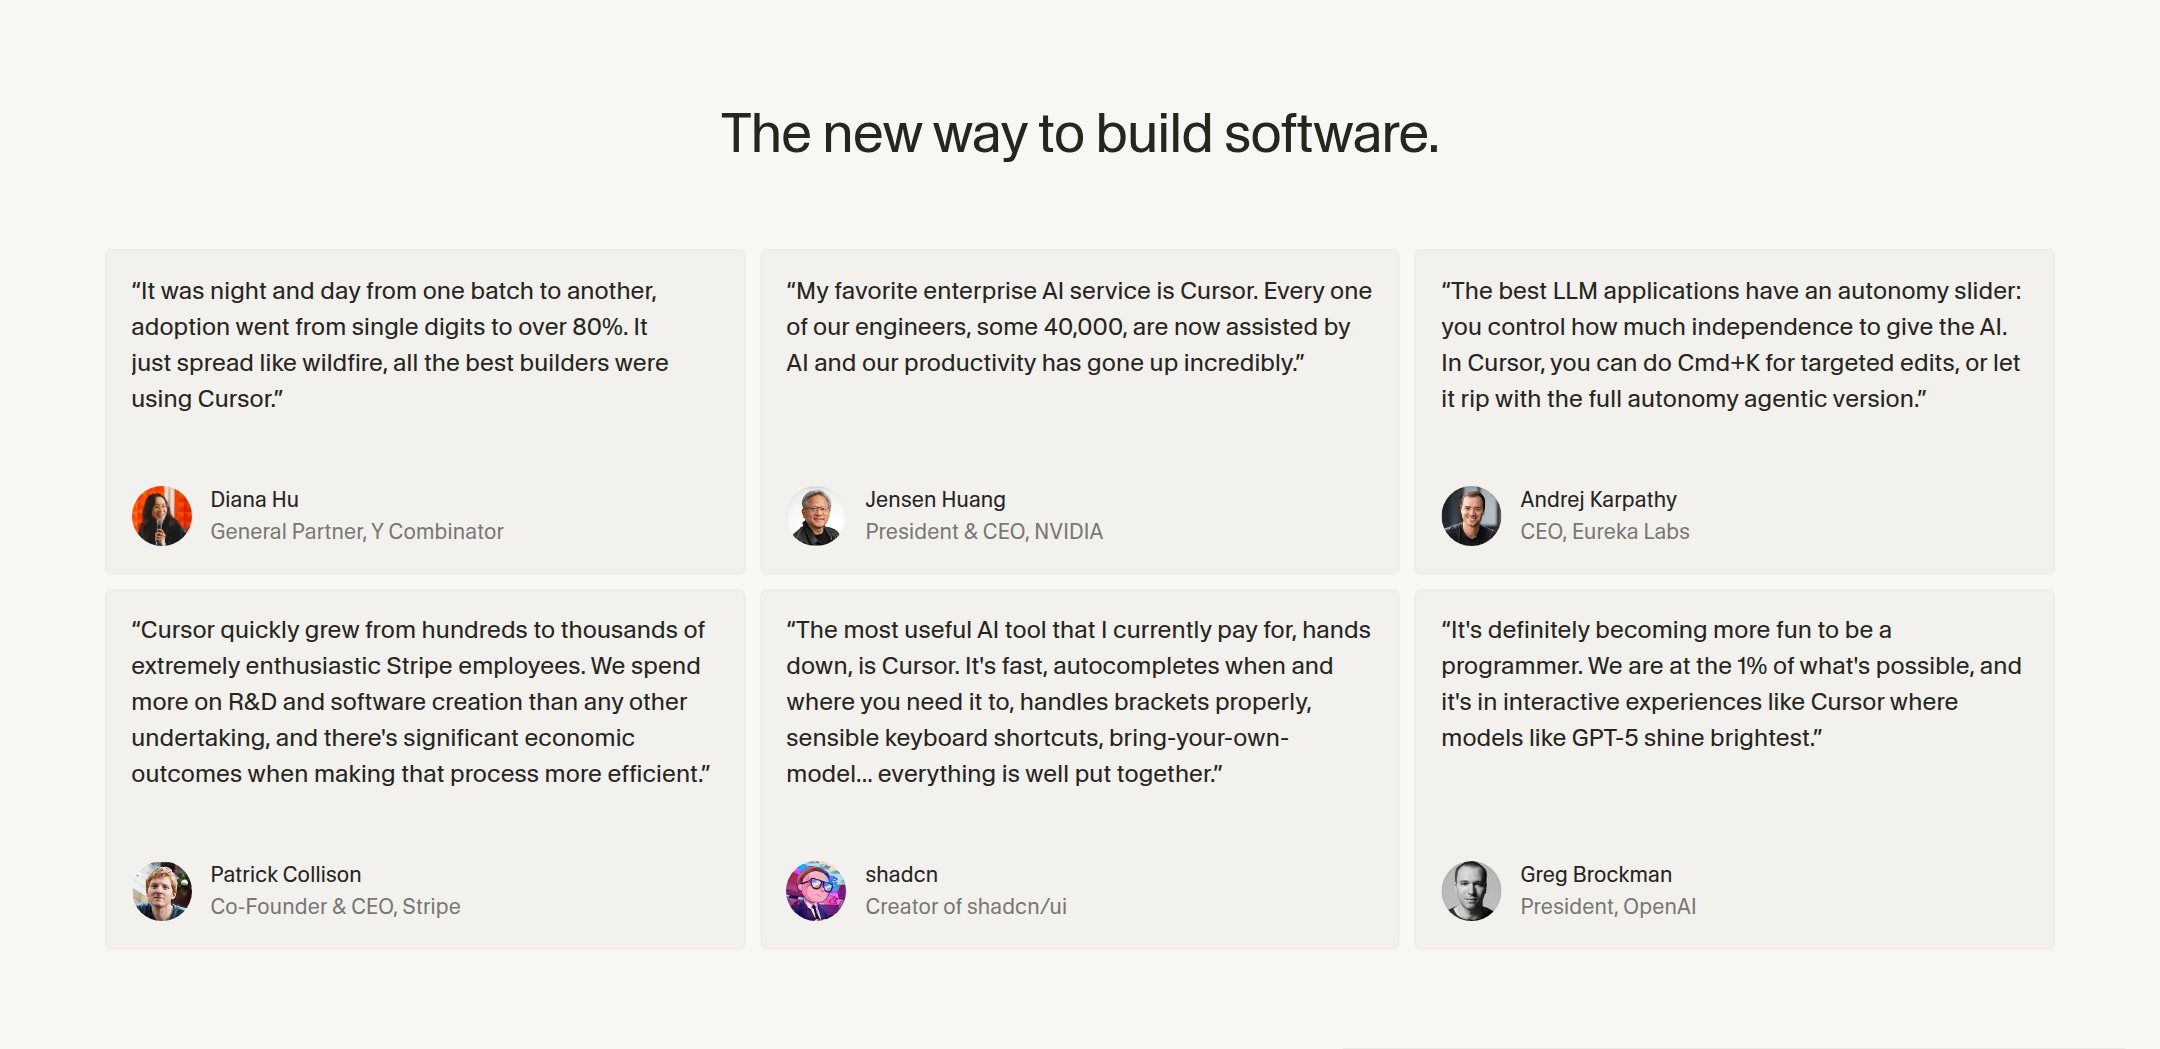 The new way to build software.
“It was night and day from one batch to another,
adoption went from single digits to over 80%. It
just spread like wildfire, all the best builders were
using Cursor.”
Diana Hu
General Partner, Y Combinator
“My favorite enterprise AI service is Cursor. Every one
of our engineers, some 40,000, are now assisted by
AI and our productivity has gone up incredibly.”
Jensen Huang
President & CEO, NVIDIA
“The best LLM applications have an autonomy slider:
you control how much independence to give the AI.
In Cursor, you can do Cmd+K for targeted edits, or let
it rip with the full autonomy agentic version.”
Andrej Karpathy
CEO, Eureka Labs
“Cursor quickly grew from hundreds to thousands of
extremely enthusiastic Stripe employees. We spend
more on R&D and software creation than any other
undertaking, and there's significant economic
outcomes when making that process more efficient.”
Patrick Collison
Co-Founder & CEO, Stripe
“The most useful AI tool that I currently pay for, hands
down, is Cursor. It's fast, autocompletes when and
where you need it to, handles brackets properly,
sensible keyboard shortcuts, bring-your-own-
model... everything is well put together.”
shadcn
Creator of shadcn/ui
“It's definitely becoming more fun to be a
programmer. We are at the 1% of what's possible, and
it's in interactive experiences like Cursor where
models like GPT-5 shine brightest.”
Greg Brockman
President, OpenAI